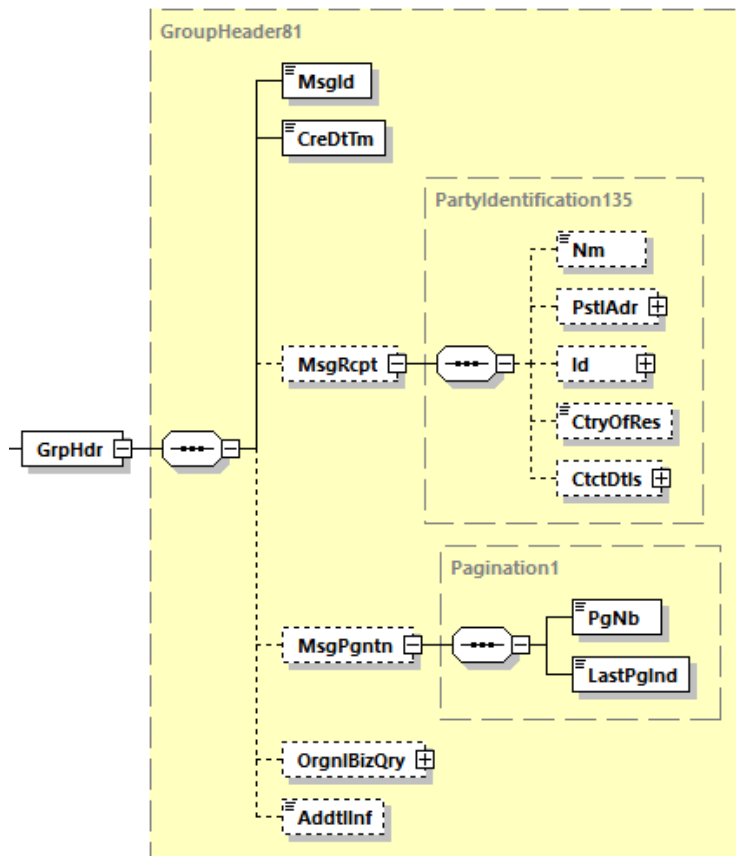 GroupHeader81
MsgId
CreDtTm
PartyIdentification135
Nm
PstlAdr
MsgRcpt
Id
CtryOfRes
GrpHdr
CtctDtls
Pagination1
PgNb
MsgPgntn
LastPgInd
OrgnlBizQry
AddtlInf